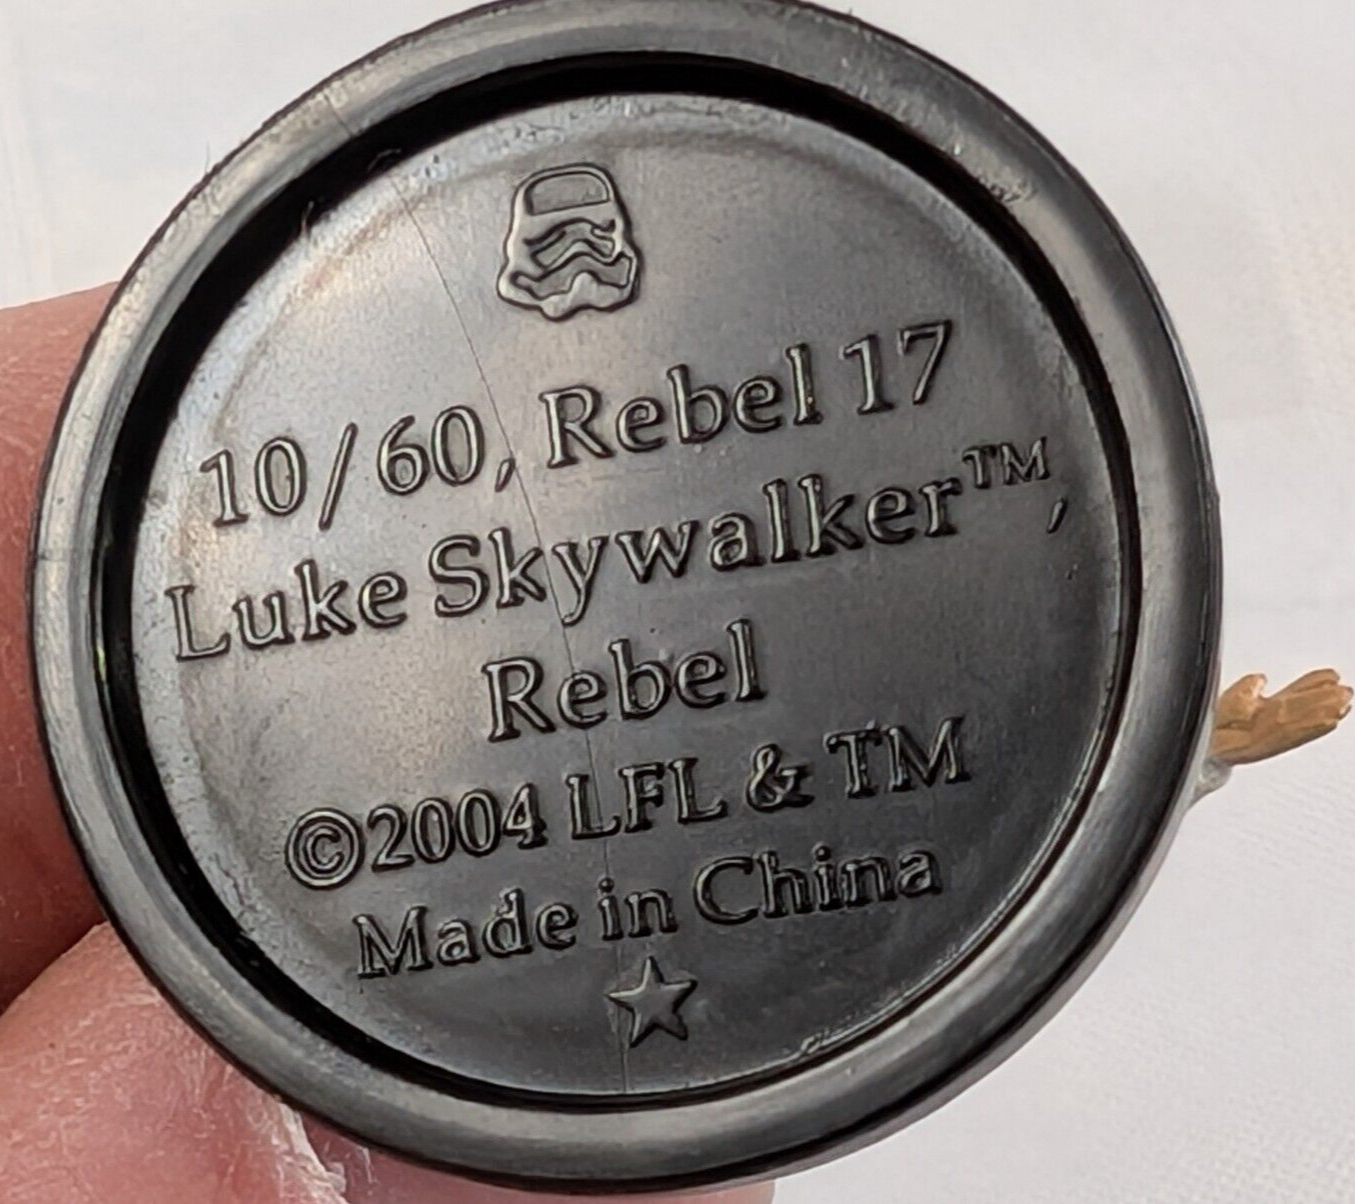 10/60, Rebel 17
Luke Skywalker™,
Rebel
©2004 LFL & TM
Made in China